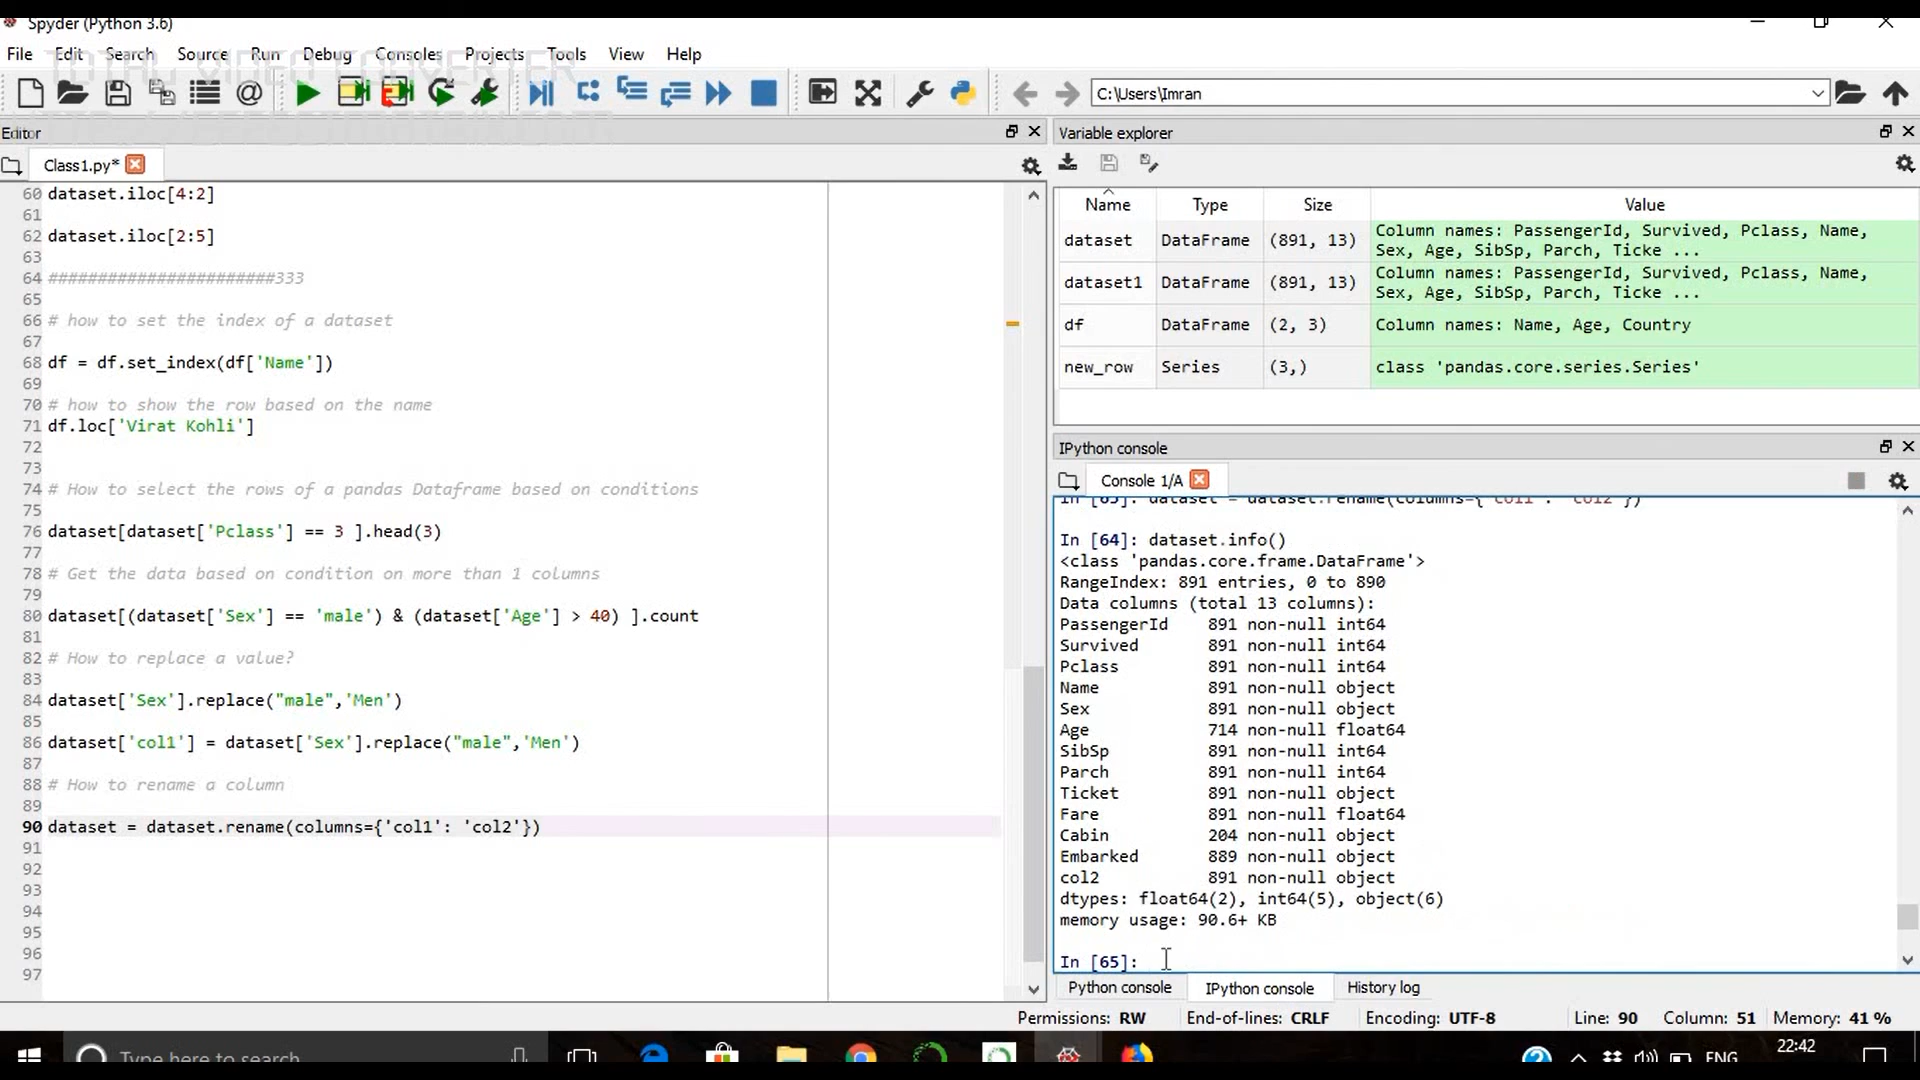 Spyder (Python 3.6)
File Edit Search Source Run Debug Consoles Projects Tools View Help
TOTAL VIDEO CONVERTER
C:\Users\Imran
Editor
Class1.py*
60 dataset.iloc[4:2]
61
62 dataset.iloc[2:5]
63
64 #######################333
65
66 # how to set the index of a dataset
67
68 df = df.set_index(df['Name'])
69
70 # how to show the row based on the name
71 df.loc['Virat Kohli']
72
73
74 # How to select the rows of a pandas Dataframe based on conditions
75
76 dataset[dataset['Pclass'] == 3 ].head(3)
77
78 # Get the data based on condition on more than 1 columns
79
80 dataset[(dataset['Sex'] == 'male') & (dataset['Age'] > 40) ].count
81
82 # How to replace a value?
83
84 dataset['Sex'].replace("male",'Men')
85
86 dataset['col1'] = dataset['Sex'].replace("male",'Men')
87
88 # How to rename a column
89
90 dataset = dataset.rename(columns={'col1': 'col2'})
91
92
93
94
95
96
97
Variable explorer
Name Type Size Value
dataset DataFrame (891, 13) Column names: PassengerId, Survived, Pclass, Name,
Sex, Age, SibSp, Parch, Ticke ...
dataset1 DataFrame (891, 13) Column names: PassengerId, Survived, Pclass, Name,
Sex, Age, SibSp, Parch, Ticke ...
df DataFrame (2, 3) Column names: Name, Age, Country
new_row Series (3,) class 'pandas.core.series.Series'
IPython console
Console 1/A
In [63]: dataset = dataset.rename(columns={'col1': 'col2'})
In [64]: dataset.info()
<class 'pandas.core.frame.DataFrame'>
RangeIndex: 891 entries, 0 to 890
Data columns (total 13 columns):
PassengerId 891 non-null int64
Survived 891 non-null int64
Pclass 891 non-null int64
Name 891 non-null object
Sex 891 non-null object
Age 714 non-null float64
SibSp 891 non-null int64
Parch 891 non-null int64
Ticket 891 non-null object
Fare 891 non-null float64
Cabin 204 non-null object
Embarked 889 non-null object
col2 891 non-null object
dtypes: float64(2), int64(5), object(6)
memory usage: 90.6+ KB
In [65]:
Python console IPython console History log
Permissions: RW End-of-lines: CRLF Encoding: UTF-8 Line: 90 Column: 51 Memory: 41 %
Type here to search
ENG
22:42